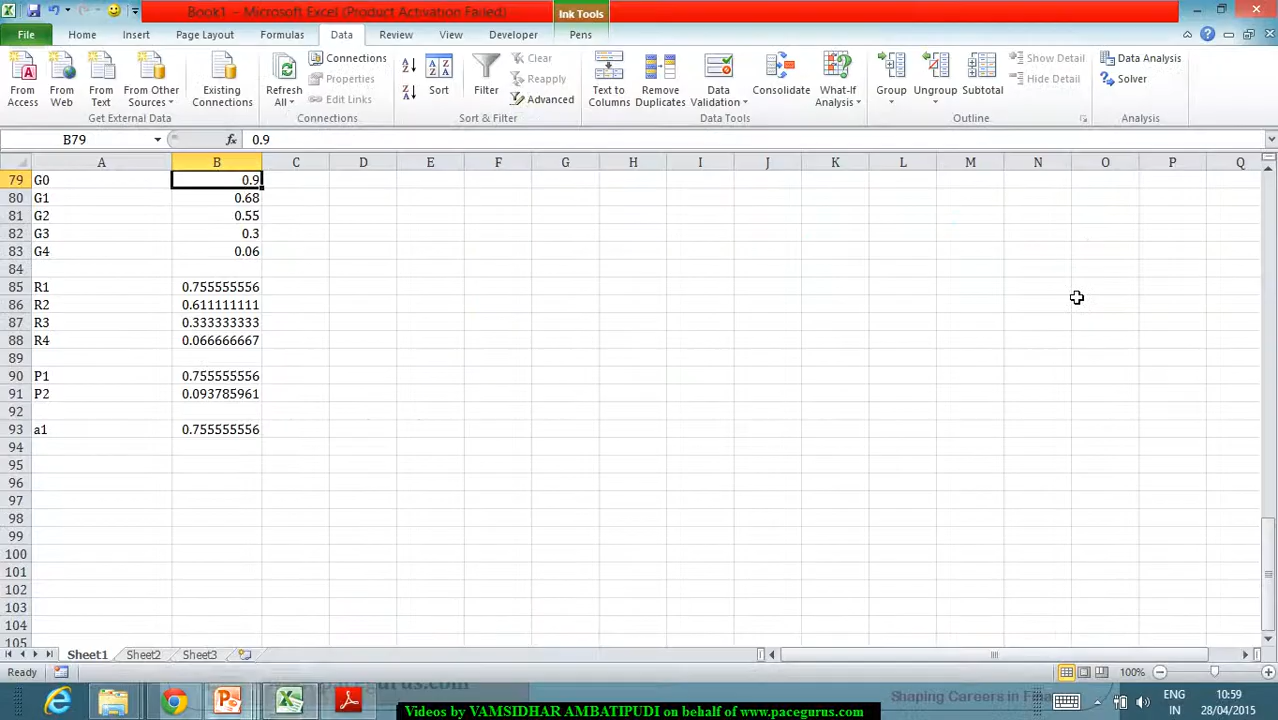 Book1 - Microsoft Excel (Product Activation Failed)
Ink Tools
File Home Insert Page Layout Formulas Data Review View Developer Pens
From Access
From Web
From Text
From Other Sources
Existing Connections
Get External Data
Refresh All
Connections
Properties
Edit Links
Connections
Sort
Filter
Clear
Reapply
Advanced
Sort & Filter
Text to Columns
Remove Duplicates
Data Validation
Consolidate
What-If Analysis
Data Tools
Group
Ungroup
Subtotal
Show Detail
Hide Detail
Outline
Data Analysis
Solver
Analysis
B79 fx 0.9
A B C D E F G H I J K L M N O P Q
79 G0 0.9
80 G1 0.68
81 G2 0.55
82 G3 0.3
83 G4 0.06
84
85 R1 0.755555556
86 R2 0.611111111
87 R3 0.333333333
88 R4 0.066666667
89
90 P1 0.755555556
91 P2 0.093785961
92
93 a1 0.755555556
94
95
96
97
98
99
100
101
102
103
104
105
Sheet1 Sheet2 Sheet3
Ready 100%
Shaping Careers in
ENG 10:59
IN 28/04/2015
Videos by VAMSIDHAR AMBATIPUDI on behalf of www.pacegurus.com